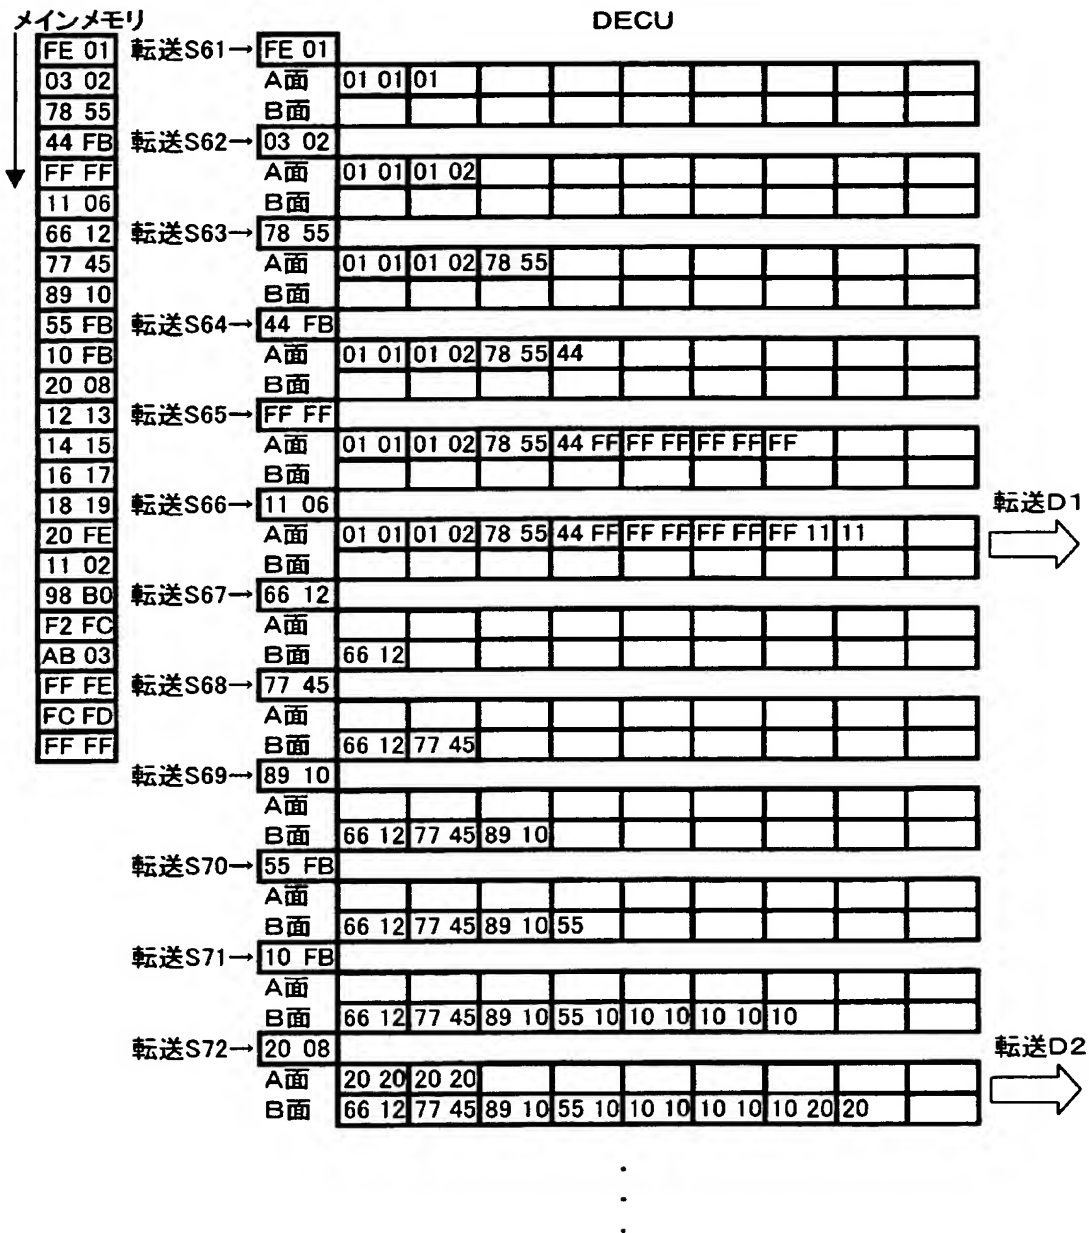 メインメモリ DECU
FE 01 転送S61→ FE 01
03 02 A面 01 01 01
78 55 B面
44 FB 転送S62→ 03 02
FF FF A面 01 01 01 02
11 06 B面
66 12 転送S63→ 78 55
77 45 A面 01 01 01 02 78 55
89 10 B面
55 FB 転送S64→ 44 FB
10 FB A面 01 01 01 02 78 55 44
20 08 B面
12 13 転送S65→ FF FF
14 15 A面 01 01 01 02 78 55 44 FF FF FF FF FF FF
16 17 B面
18 19 転送S66→ 11 06 転送D1
20 FE A面 01 01 01 02 78 55 44 FF FF FF FF FF FF 11 11
11 02 B面
98 B0 転送S67→ 66 12
F2 FC A面
AB 03 B面 66 12
FF FE 転送S68→ 77 45
FC FD A面
FF FF B面 66 12 77 45
転送S69→ 89 10
A面
B面 66 12 77 45 89 10
転送S70→ 55 FB
A面
B面 66 12 77 45 89 10 55
転送S71→ 10 FB
A面
B面 66 12 77 45 89 10 55 10 10 10 10 10 10
転送S72→ 20 08 転送D2
A面 20 20 20 20
B面 66 12 77 45 89 10 55 10 10 10 10 10 10 20 20